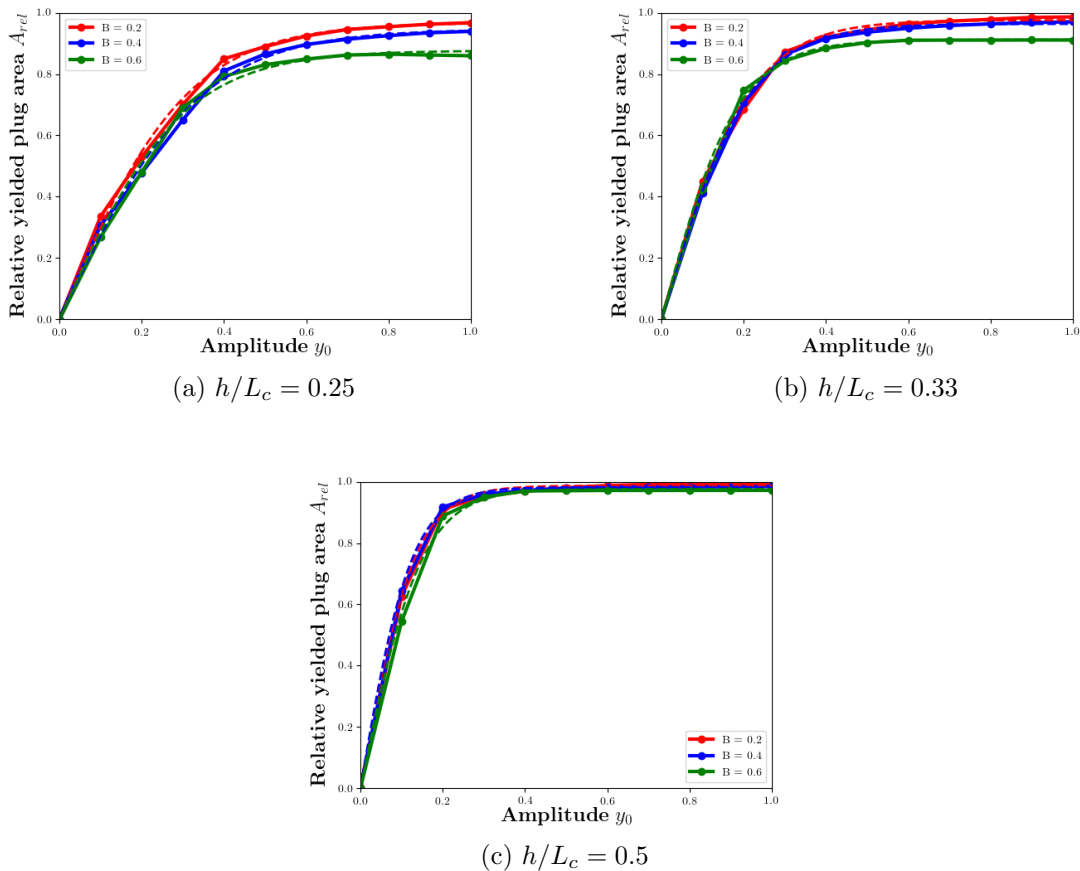 Relative yielded plug area $A_{rel}$
1.0
0.8
0.6
0.4
0.2
0.0
B = 0.2
B = 0.4
B = 0.6
0.0 0.2 0.4 0.6 0.8 1.0
Amplitude $y_0$
(a) $h/L_c = 0.25$
Relative yielded plug area $A_{rel}$
1.0
0.8
0.6
0.4
0.2
0.0
B = 0.2
B = 0.4
B = 0.6
0.0 0.2 0.4 0.6 0.8 1.0
Amplitude $y_0$
(b) $h/L_c = 0.33$
Relative yielded plug area $A_{rel}$
1.0
0.8
0.6
0.4
0.2
0.0
B = 0.2
B = 0.4
B = 0.6
0.0 0.2 0.4 0.6 0.8 1.0
Amplitude $y_0$
(c) $h/L_c = 0.5$